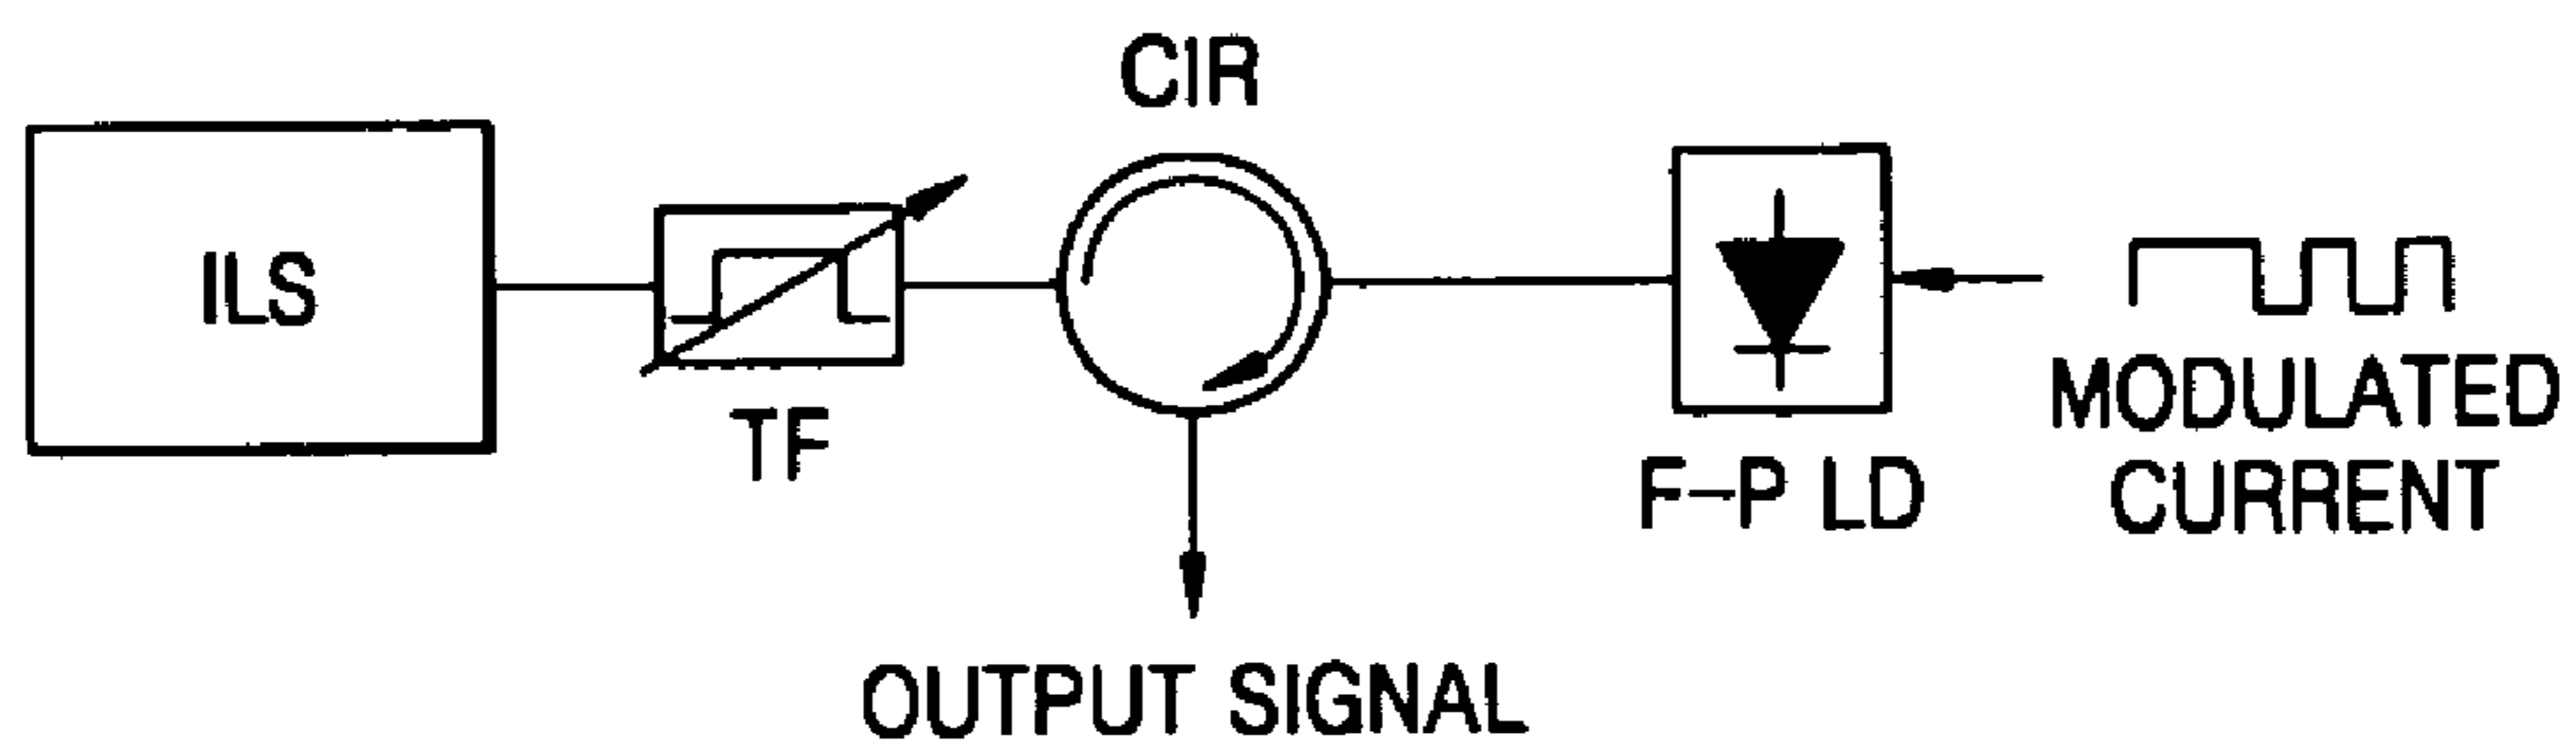 CIR
ILS
TF
F-P LD
MODULATED
CURRENT
OUTPUT SIGNAL